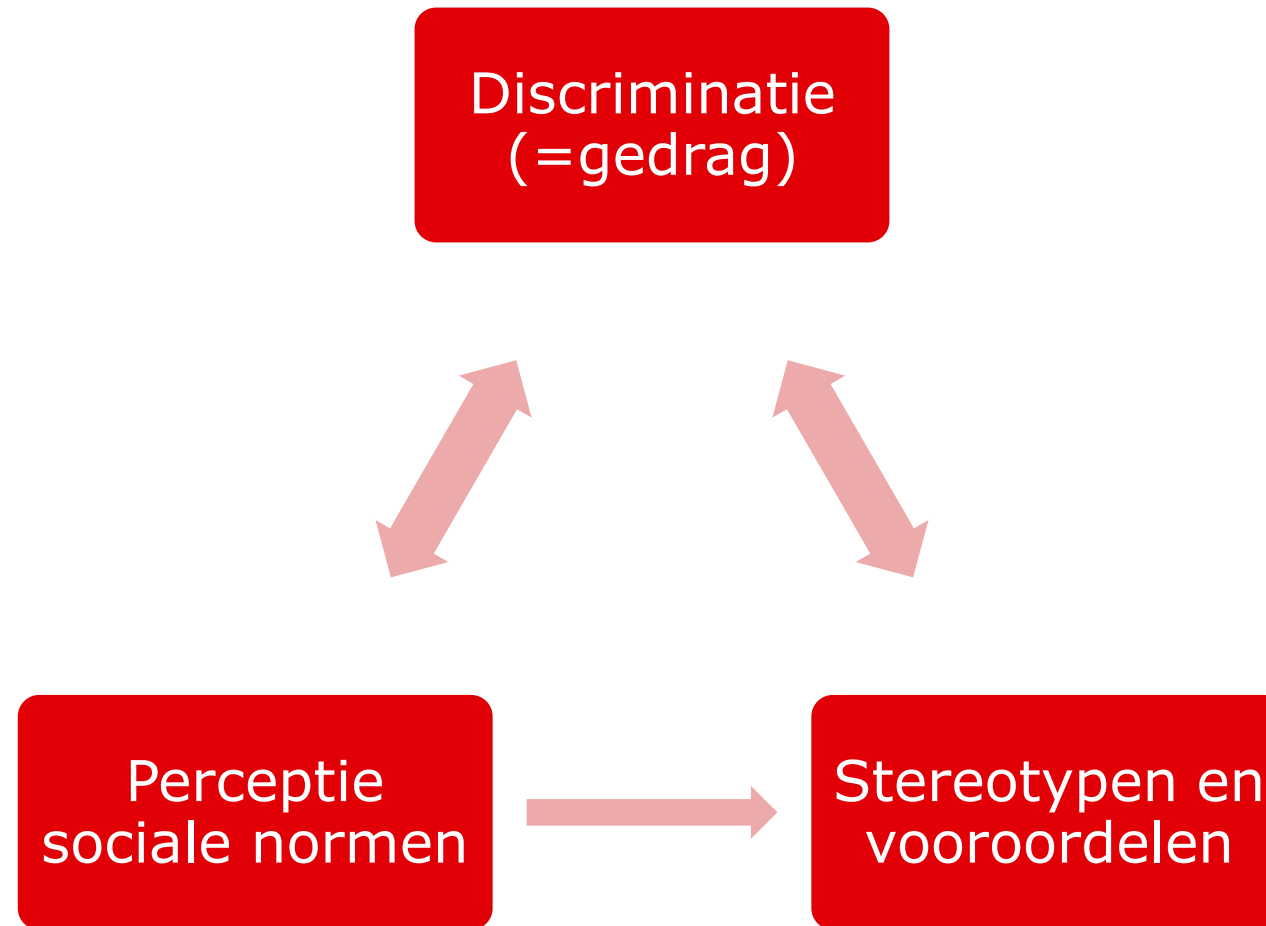 Discriminatie
(=gedrag)
Perceptie
sociale normen
Stereotypen en
vooroordelen